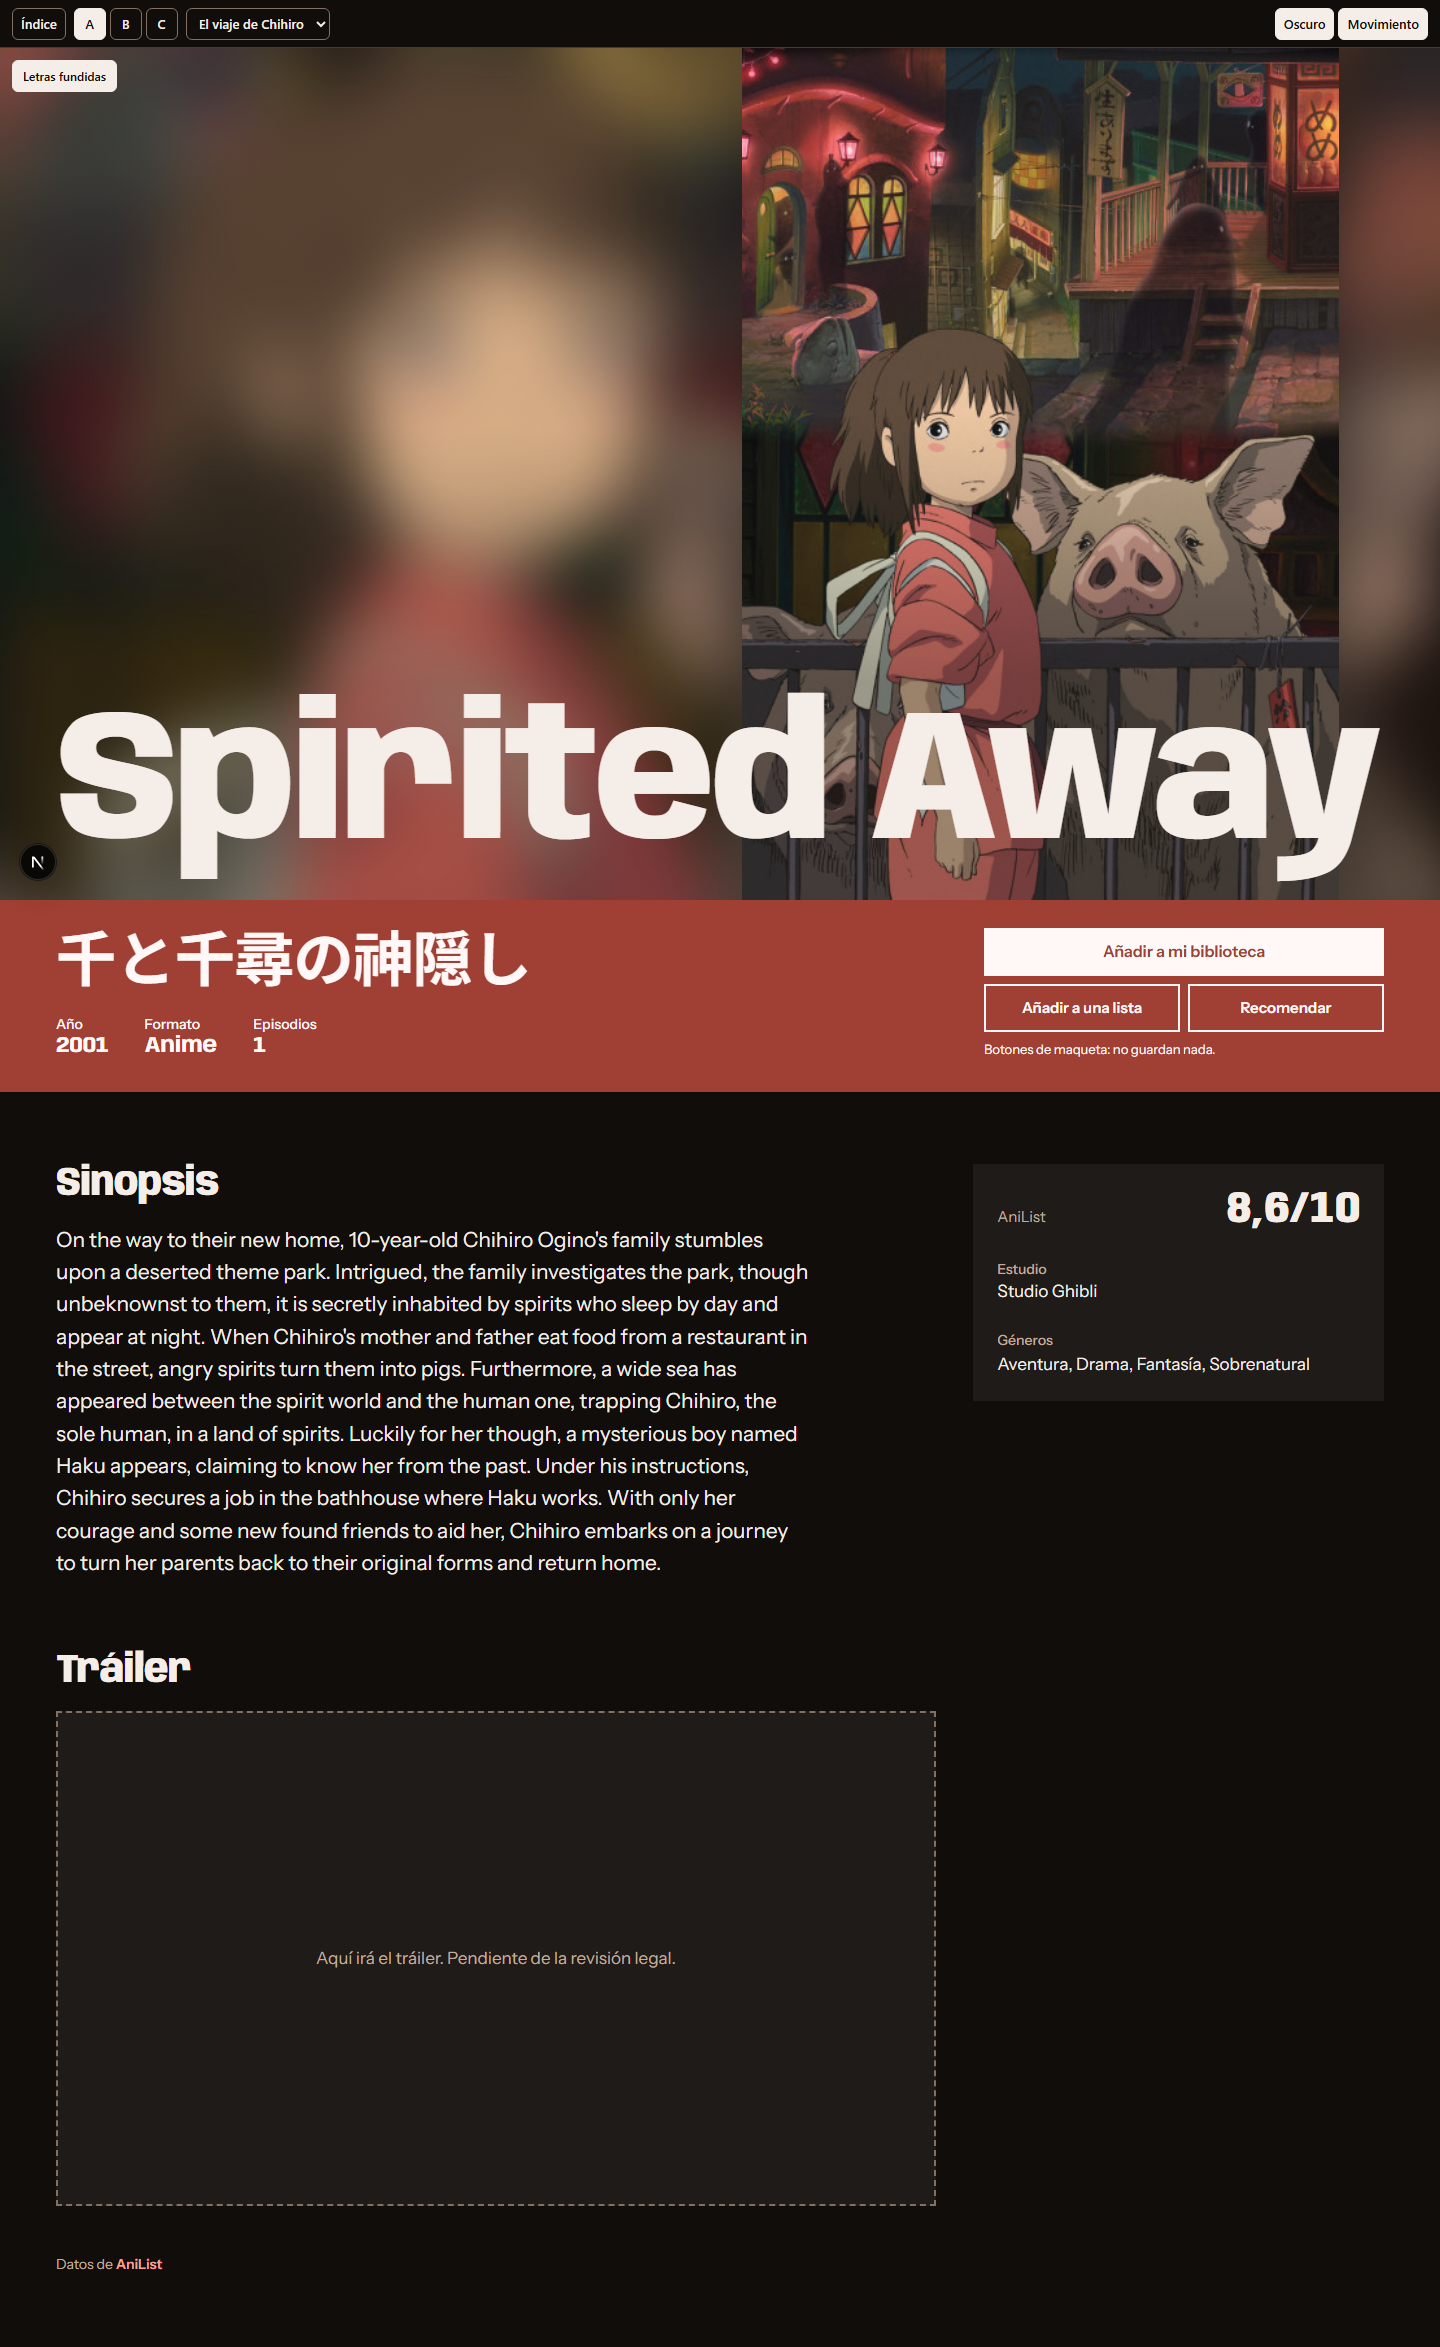 Índice
A
B
C
El viaje de Chihiro
Oscuro
Movimiento
Letras fundidas
生あります
め
め
Spirited Away
N
千と千尋の神隠し
Año
2001
Formato
Anime
Episodios
1
Añadir a mi biblioteca
Añadir a una lista
Recomendar
Botones de maqueta: no guardan nada.
Sinopsis
On the way to their new home, 10-year-old Chihiro Ogino's family stumbles
upon a deserted theme park. Intrigued, the family investigates the park, though
unbeknownst to them, it is secretly inhabited by spirits who sleep by day and
appear at night. When Chihiro's mother and father eat food from a restaurant in
the street, angry spirits turn them into pigs. Furthermore, a wide sea has
appeared between the spirit world and the human one, trapping Chihiro, the
sole human, in a land of spirits. Luckily for her though, a mysterious boy named
Haku appears, claiming to know her from the past. Under his instructions,
Chihiro secures a job in the bathhouse where Haku works. With only her
courage and some new found friends to aid her, Chihiro embarks on a journey
to turn her parents back to their original forms and return home.
AniList
8,6/10
Estudio
Studio Ghibli
Géneros
Aventura, Drama, Fantasía, Sobrenatural
Tráiler
Aquí irá el tráiler. Pendiente de la revisión legal.
Datos de AniList